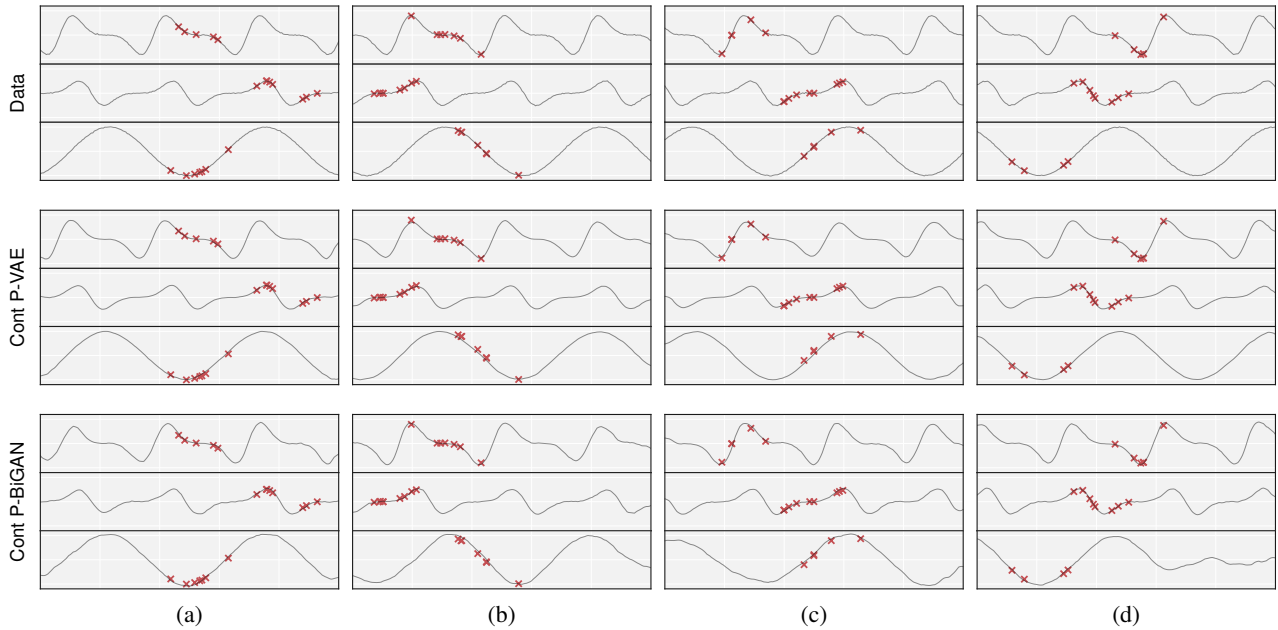 Data
Cont P-VAE
Cont P-BiGAN
(a)
(b)
(c)
(d)